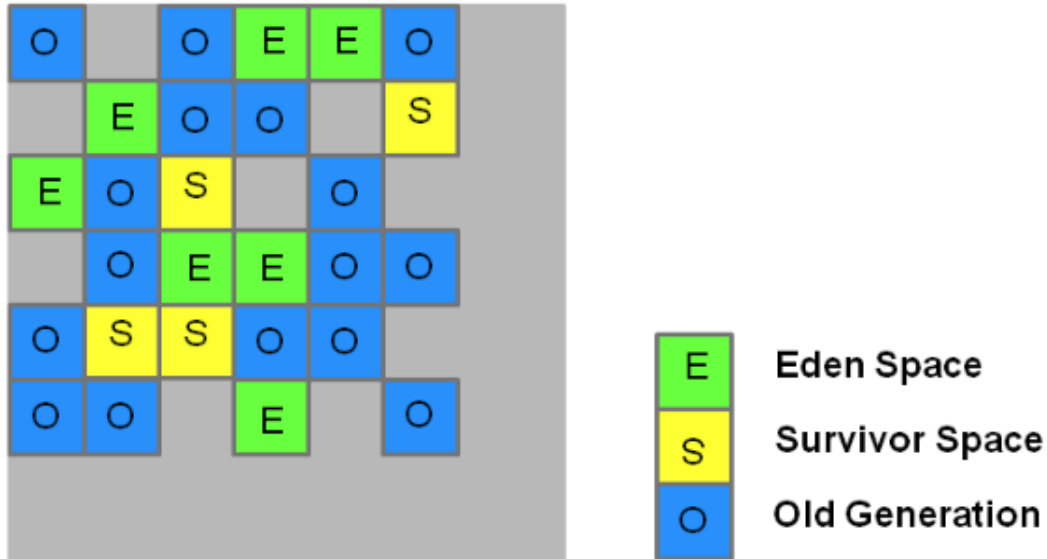 O O E E O
E O O S
E O S O
O E E O O
O S S O O
O O E O
E Eden Space
S Survivor Space
O Old Generation